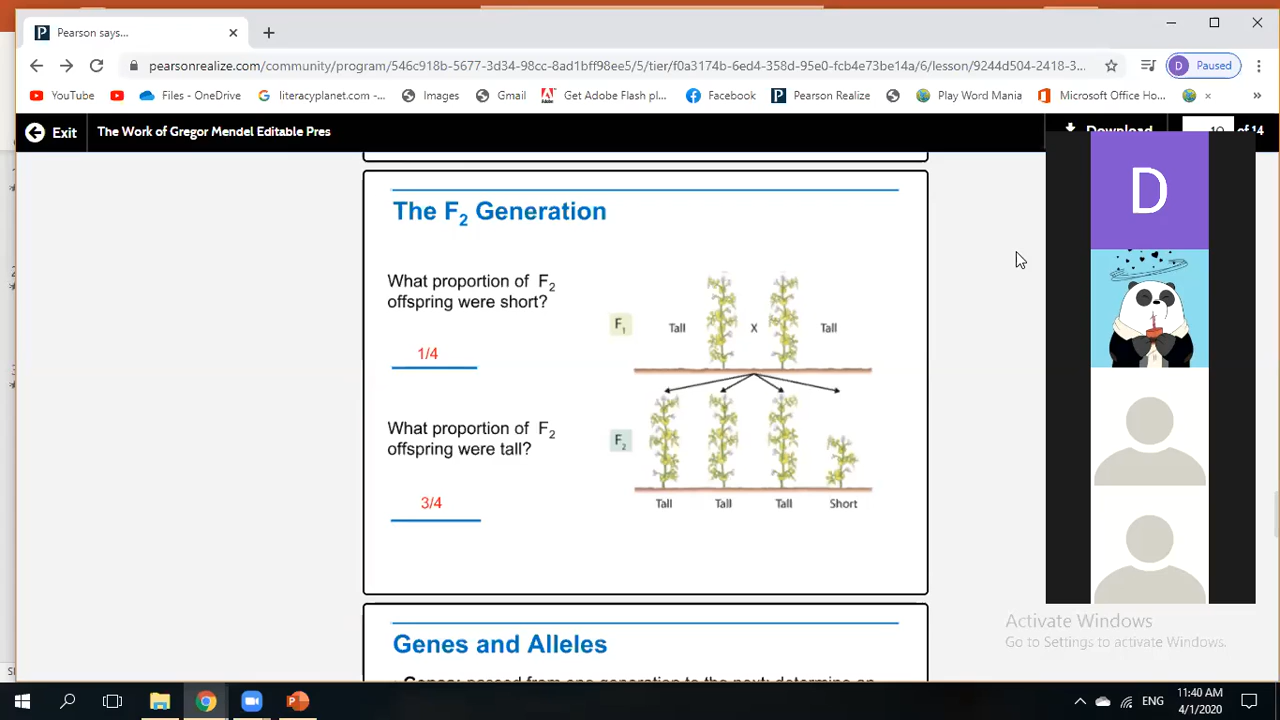 Pearson says...
pearsonrealize.com/community/program/546c918b-5677-3d34-98cc-8ad1bff98ee5/5/tier/f0a3174b-6ed4-358d-95e0-fcb4e73be14a/6/lesson/9244d504-2418-3...
D Paused
YouTube Files - OneDrive literacyplanet.com -... Images Gmail Get Adobe Flash pl... Facebook Pearson Realize Play Word Mania Microsoft Office Ho...
Exit The Work of Gregor Mendel Editable Pres Download 10 of 14
D
The F₂ Generation
What proportion of F₂
offspring were short?
1/4
F₁ Tall X Tall
What proportion of F₂
offspring were tall?
3/4
F₂
Tall Tall Tall Short
Genes and Alleles
Activate Windows
Go to Settings to activate Windows.
ENG
11:40 AM
4/1/2020